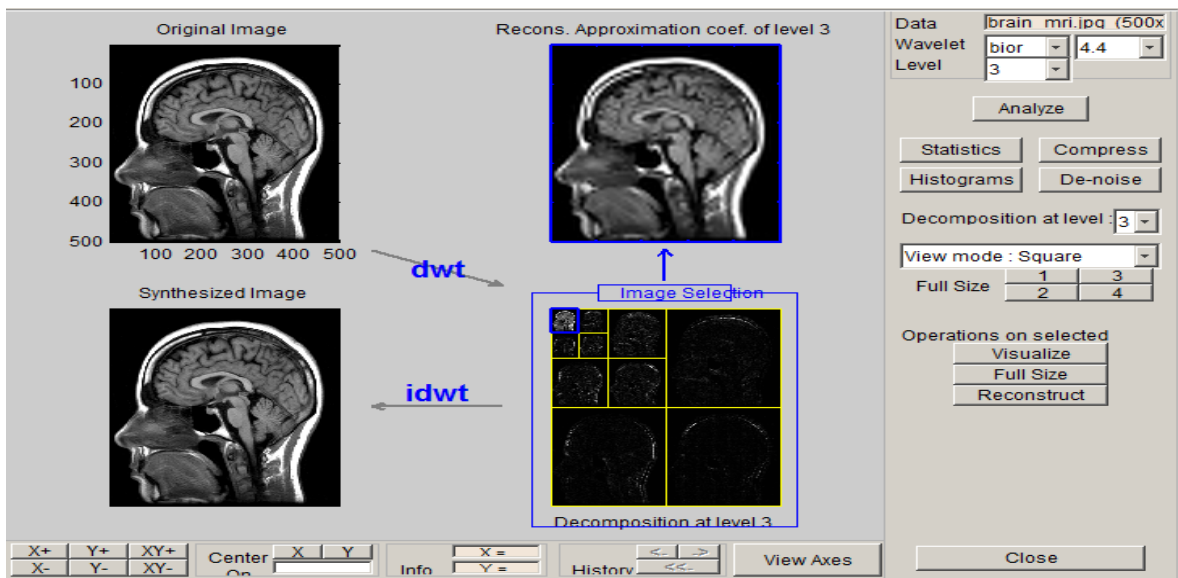 Original Image
Recons. Approximation coef. of level 3
100
200
300
400
500
100 200 300 400 500
dwt
Synthesized Image
Image Selection
idwt
Decomposition at level 3
Data brain_mri.jpg (500x
Wavelet bior 4.4
Level 3
Analyze
Statistics Compress
Histograms De-noise
Decomposition at level : 3
View mode : Square
Full Size 1 3
2 4
Operations on selected
Visualize
Full Size
Reconstruct
X+ Y+ XY+
X- Y- XY-
Center On
X Y
Info
X =
Y =
History
<- ->
<<-
View Axes
Close